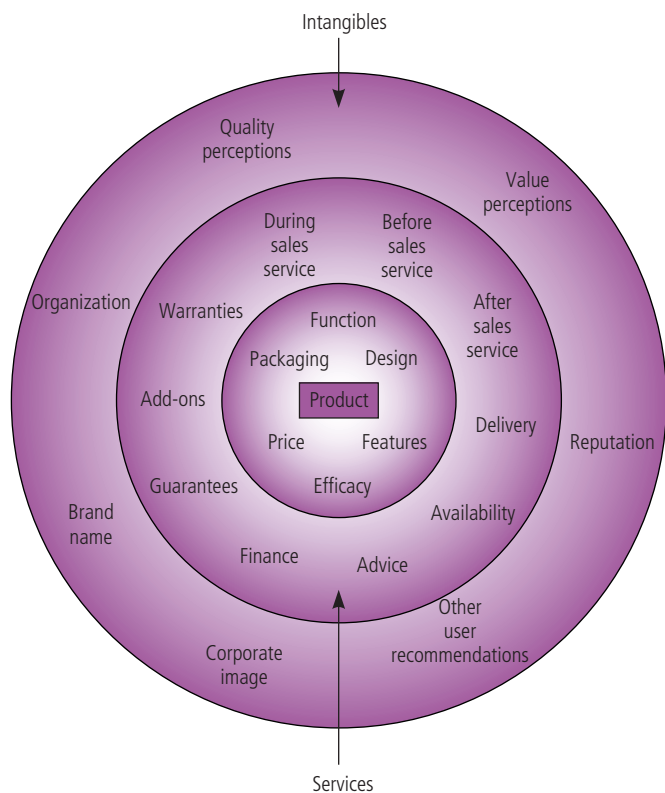 Intangibles
Quality
perceptions
Value
perceptions
During
sales
service
Before
sales
service
Organization
Warranties
After
sales
service
Function
Packaging
Design
Add-ons
Product
Delivery
Price
Features
Reputation
Guarantees
Efficacy
Brand
name
Availability
Finance
Advice
Other
user
recommendations
Corporate
image
Services